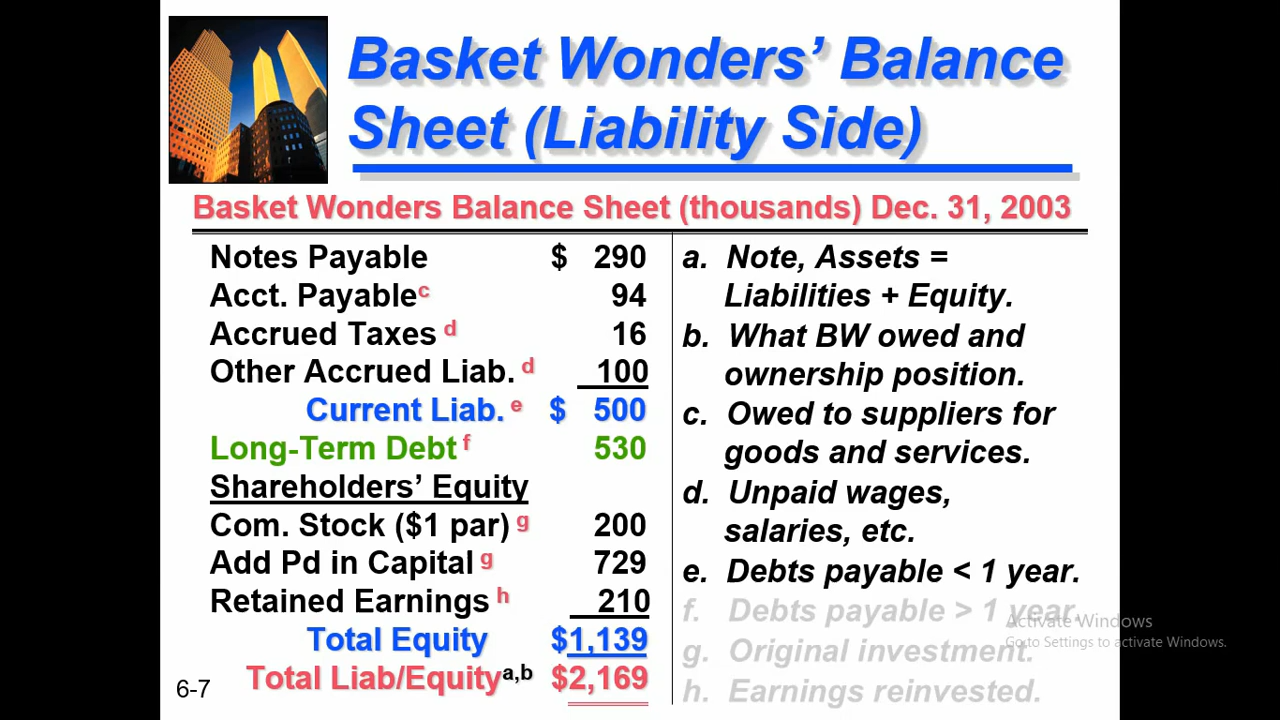 Basket Wonders’ Balance
Sheet (Liability Side)
Basket Wonders Balance Sheet (thousands) Dec. 31, 2003
Notes Payable $ 290
Acct. Payable c 94
Accrued Taxes d 16
Other Accrued Liab. d 100
Current Liab. e $ 500
Long-Term Debt f 530
Shareholders’ Equity
Com. Stock ($1 par) g 200
Add Pd in Capital g 729
Retained Earnings h 210
Total Equity $1,139
Total Liab/Equity a,b $2,169
a. Note, Assets =
Liabilities + Equity.
b. What BW owed and
ownership position.
c. Owed to suppliers for
goods and services.
d. Unpaid wages,
salaries, etc.
e. Debts payable < 1 year.
f. Debts payable > 1 year.
g. Original investment.
h. Earnings reinvested.
Activate Windows
Go to Settings to activate Windows.
6-7